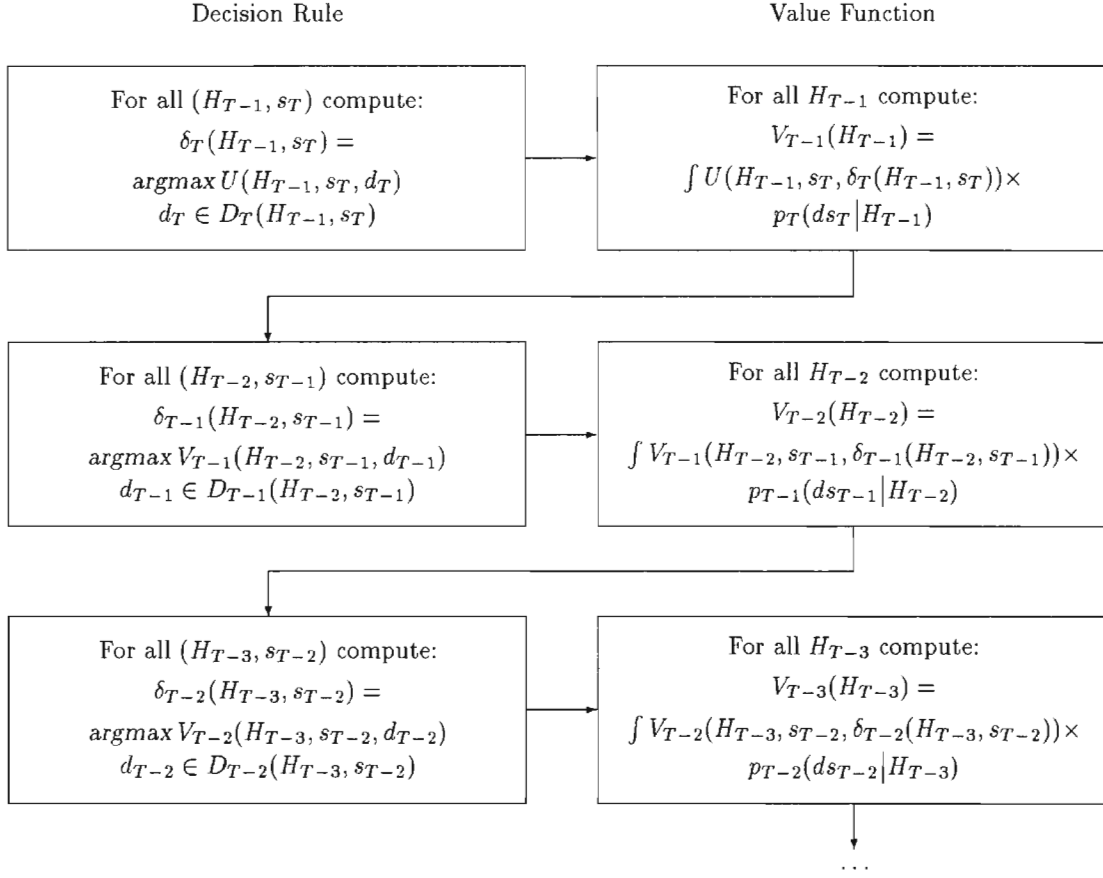 Decision Rule
Value Function
For all (H_{T−1}, s_T) compute:
δ_T(H_{T−1}, s_T) =
argmax U(H_{T−1}, s_T, d_T)
d_T ∈ D_T(H_{T−1}, s_T)
For all H_{T−1} compute:
V_{T−1}(H_{T−1}) =
∫ U(H_{T−1}, s_T, δ_T(H_{T−1}, s_T))×
p_T(ds_T|H_{T−1})
For all (H_{T−2}, s_{T−1}) compute:
δ_{T−1}(H_{T−2}, s_{T−1}) =
argmax V_{T−1}(H_{T−2}, s_{T−1}, d_{T−1})
d_{T−1} ∈ D_{T−1}(H_{T−2}, s_{T−1})
For all H_{T−2} compute:
V_{T−2}(H_{T−2}) =
∫ V_{T−1}(H_{T−2}, s_{T−1}, δ_{T−1}(H_{T−2}, s_{T−1}))×
p_{T−1}(ds_{T−1}|H_{T−2})
For all (H_{T−3}, s_{T−2}) compute:
δ_{T−2}(H_{T−3}, s_{T−2}) =
argmax V_{T−2}(H_{T−3}, s_{T−2}, d_{T−2})
d_{T−2} ∈ D_{T−2}(H_{T−3}, s_{T−2})
For all H_{T−3} compute:
V_{T−3}(H_{T−3}) =
∫ V_{T−2}(H_{T−3}, s_{T−2}, δ_{T−2}(H_{T−3}, s_{T−2}))×
p_{T−2}(ds_{T−2}|H_{T−3})
...